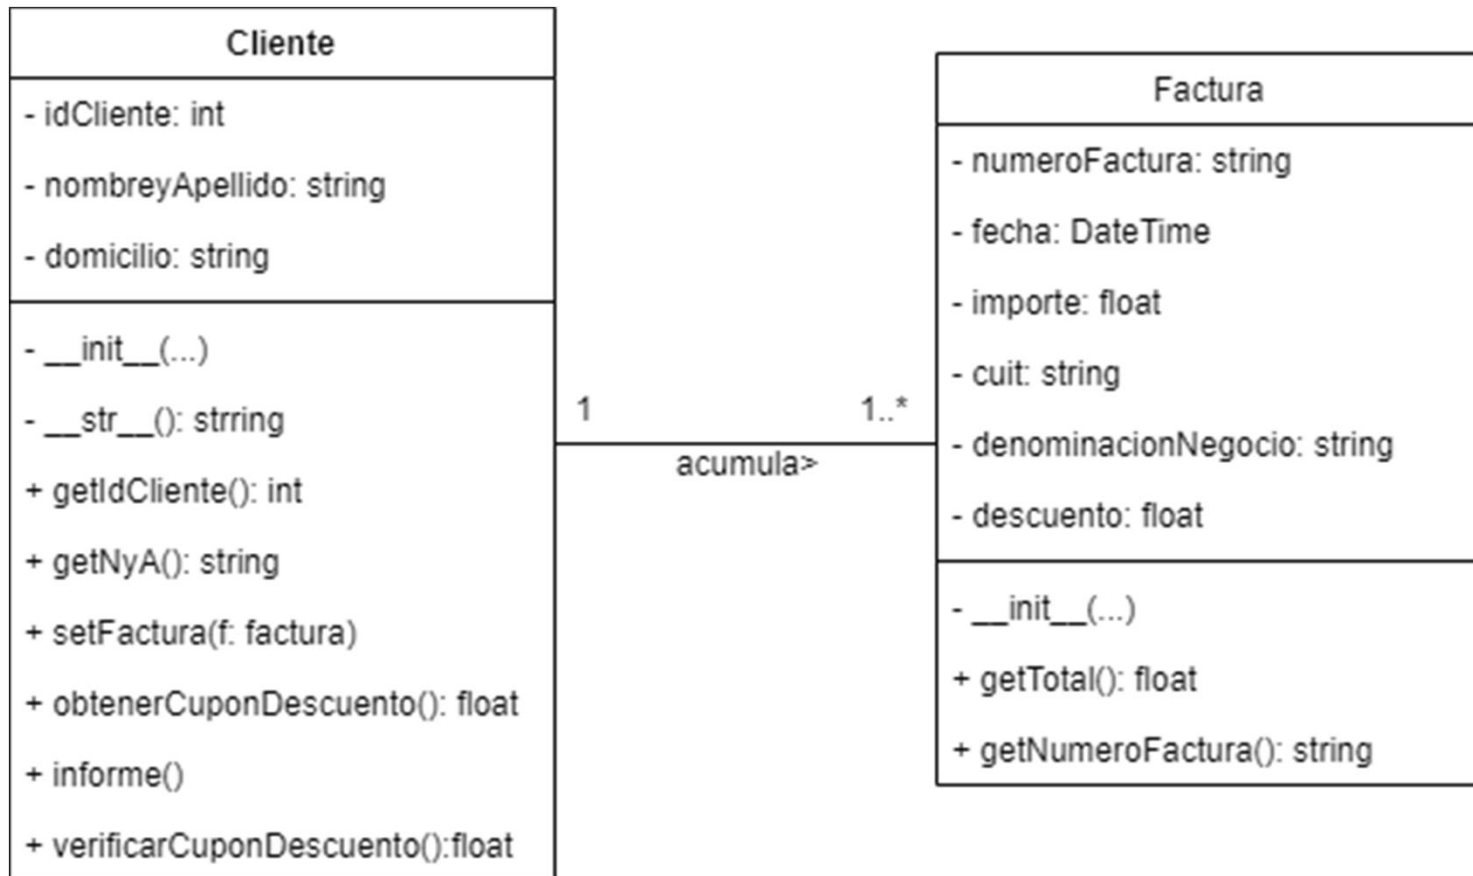 Cliente
- idCliente: int
- nombreyApellido: string
- domicilio: string
- __init__(...)
- __str__(): strring
+ getIdCliente(): int
+ getNyA(): string
+ setFactura(f: factura)
+ obtenerCuponDescuento(): float
+ informe()
+ verificarCuponDescuento():float
1
1..*
acumula>
Factura
- numeroFactura: string
- fecha: DateTime
- importe: float
- cuit: string
- denominacionNegocio: string
- descuento: float
- __init__(...)
+ getTotal(): float
+ getNumeroFactura(): string